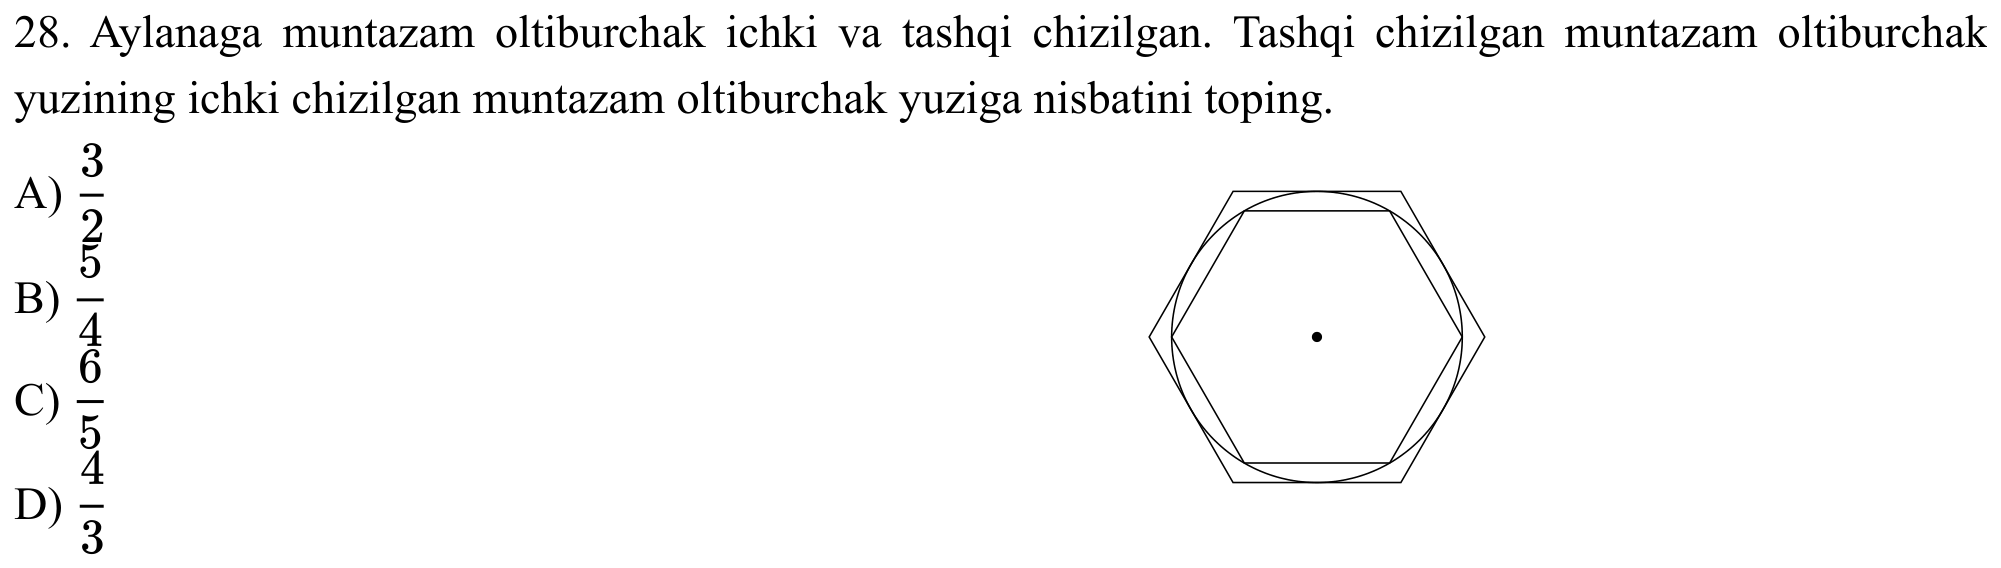 28. Aylanaga muntazam oltiburchak ichki va tashqi chizilgan. Tashqi chizilgan muntazam oltiburchak
yuzining ichki chizilgan muntazam oltiburchak yuziga nisbatini toping.
A) 3/2
B) 5/4
C) 6/5
D) 4/3